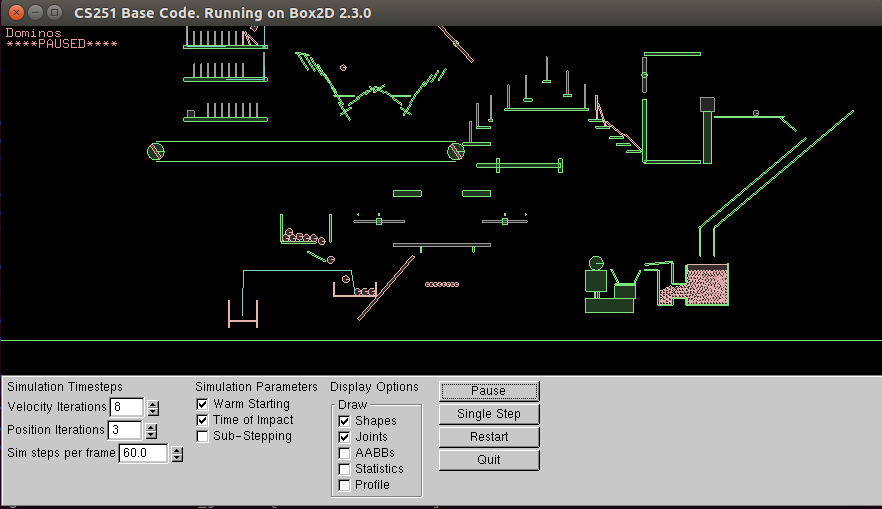 CS251 Base Code. Running on Box2D 2.3.0
Dominos
****PAUSED****
Simulation Timesteps
Velocity Iterations 8
Position Iterations 3
Sim steps per frame 60.0
Simulation Parameters
Warm Starting
Time of Impact
Sub-Stepping
Display Options
Draw
Shapes
Joints
AABBs
Statistics
Profile
Pause
Single Step
Restart
Quit